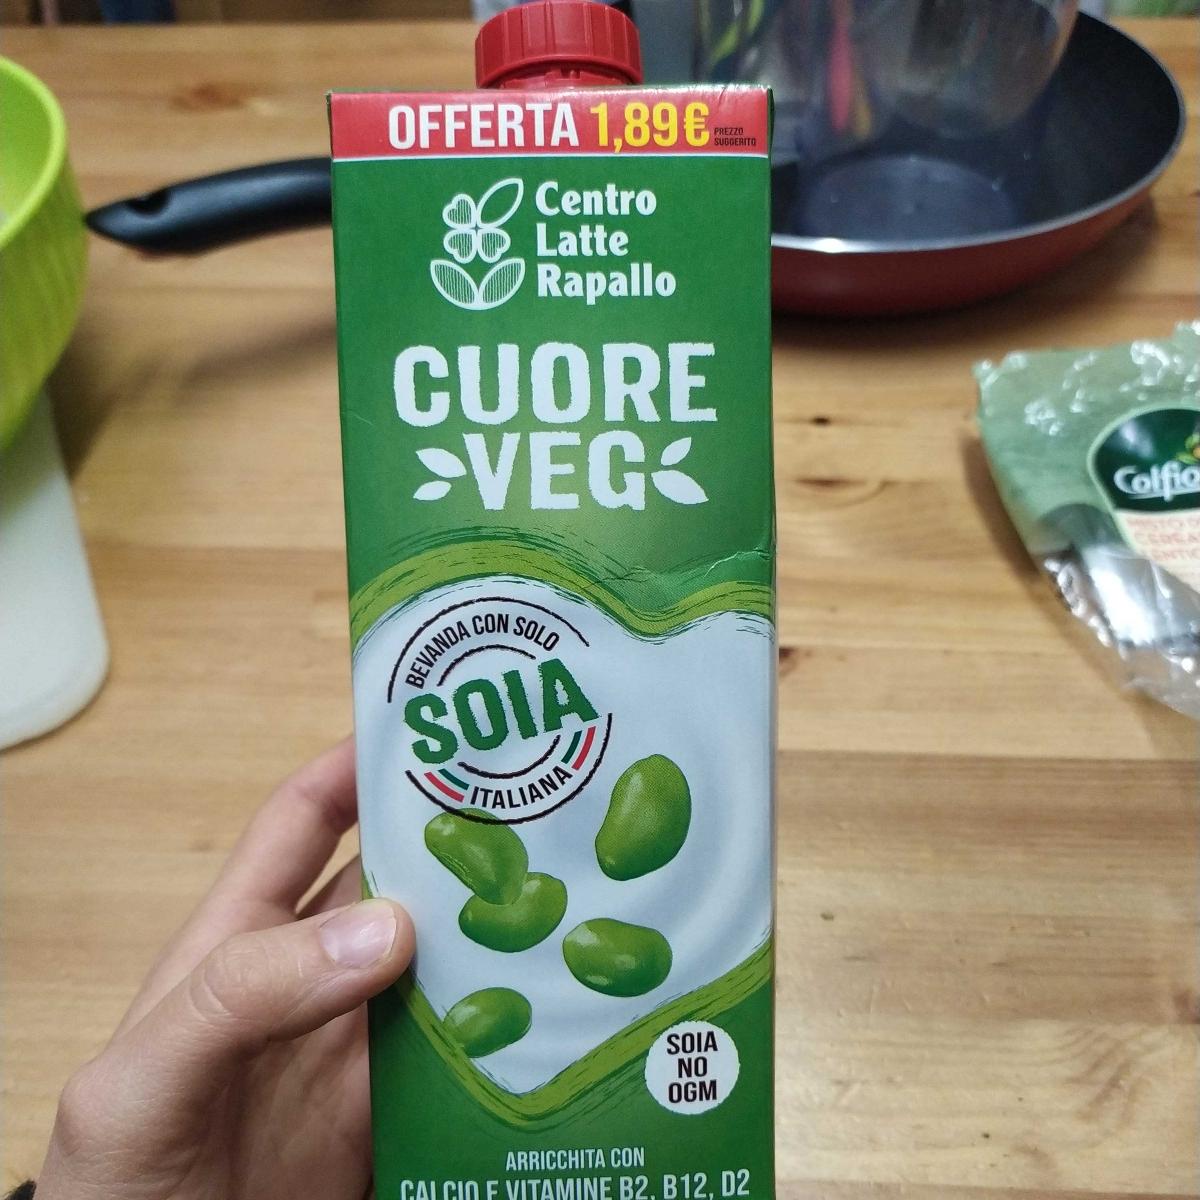 OFFERTA 1,89€ PREZZO SUGGERITO
Centro
Latte
Rapallo
CUORE
VEG
BEVANDA CON SOLO
SOIA
ITALIANA
SOIA
NO
OGM
ARRICCHITA CON
CALCIO E VITAMINE B2, B12, D2